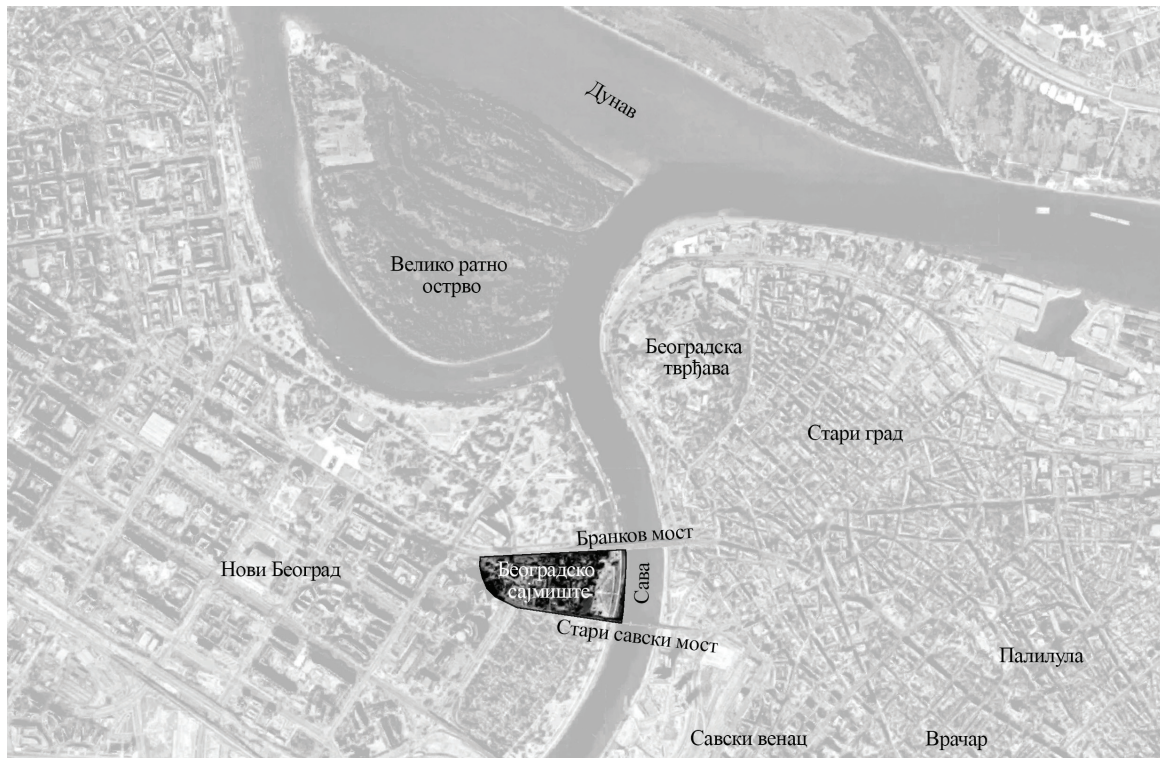 Дунав
Велико ратно
острво
Београдска
тврђава
Стари град
Бранков мост
Нови Београд
Београдско
сајмиште
Сава
Стари савски мост
Палилула
Савски венац
Врачар